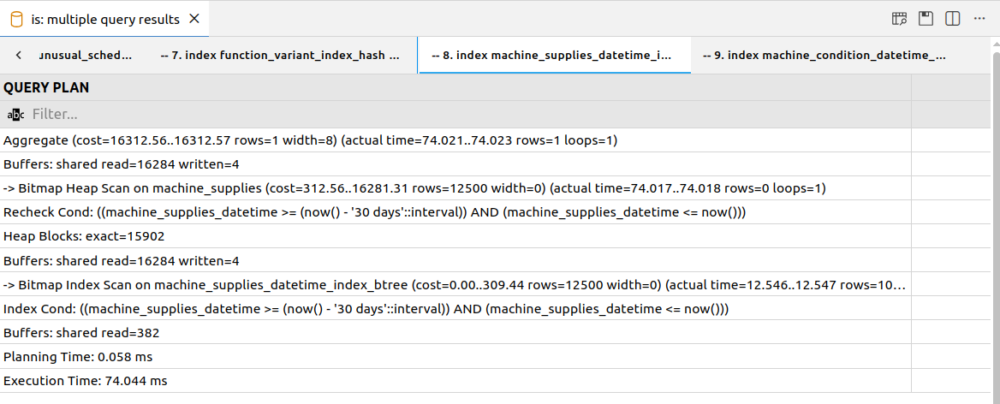 is: multiple query results
unusual_sched...
-- 7. index function_variant_index_hash ...
-- 8. index machine_supplies_datetime_i...
-- 9. index machine_condition_datetime_...
QUERY PLAN
abc Filter...
Aggregate (cost=16312.56..16312.57 rows=1 width=8) (actual time=74.021..74.023 rows=1 loops=1)
Buffers: shared read=16284 written=4
-> Bitmap Heap Scan on machine_supplies (cost=312.56..16281.31 rows=12500 width=0) (actual time=74.017..74.018 rows=0 loops=1)
Recheck Cond: ((machine_supplies_datetime >= (now() - '30 days'::interval)) AND (machine_supplies_datetime <= now()))
Heap Blocks: exact=15902
Buffers: shared read=16284 written=4
-> Bitmap Index Scan on machine_supplies_datetime_index_btree (cost=0.00..309.44 rows=12500 width=0) (actual time=12.546..12.547 rows=10...
Index Cond: ((machine_supplies_datetime >= (now() - '30 days'::interval)) AND (machine_supplies_datetime <= now()))
Buffers: shared read=382
Planning Time: 0.058 ms
Execution Time: 74.044 ms